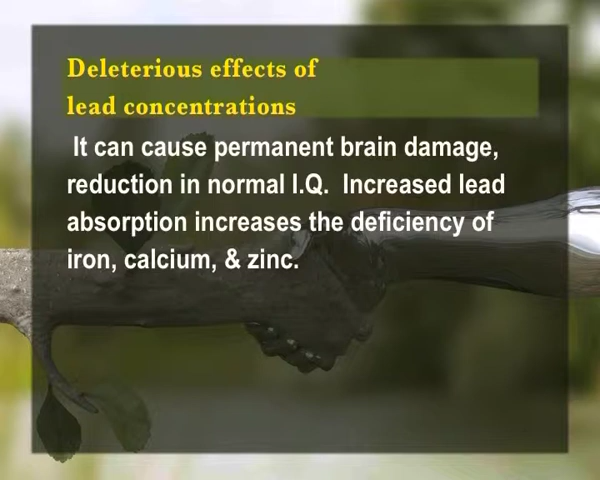 Deleterious effects of
lead concentrations
It can cause permanent brain damage,
reduction in normal I.Q.  Increased lead
absorption increases the deficiency of
iron, calcium, & zinc.